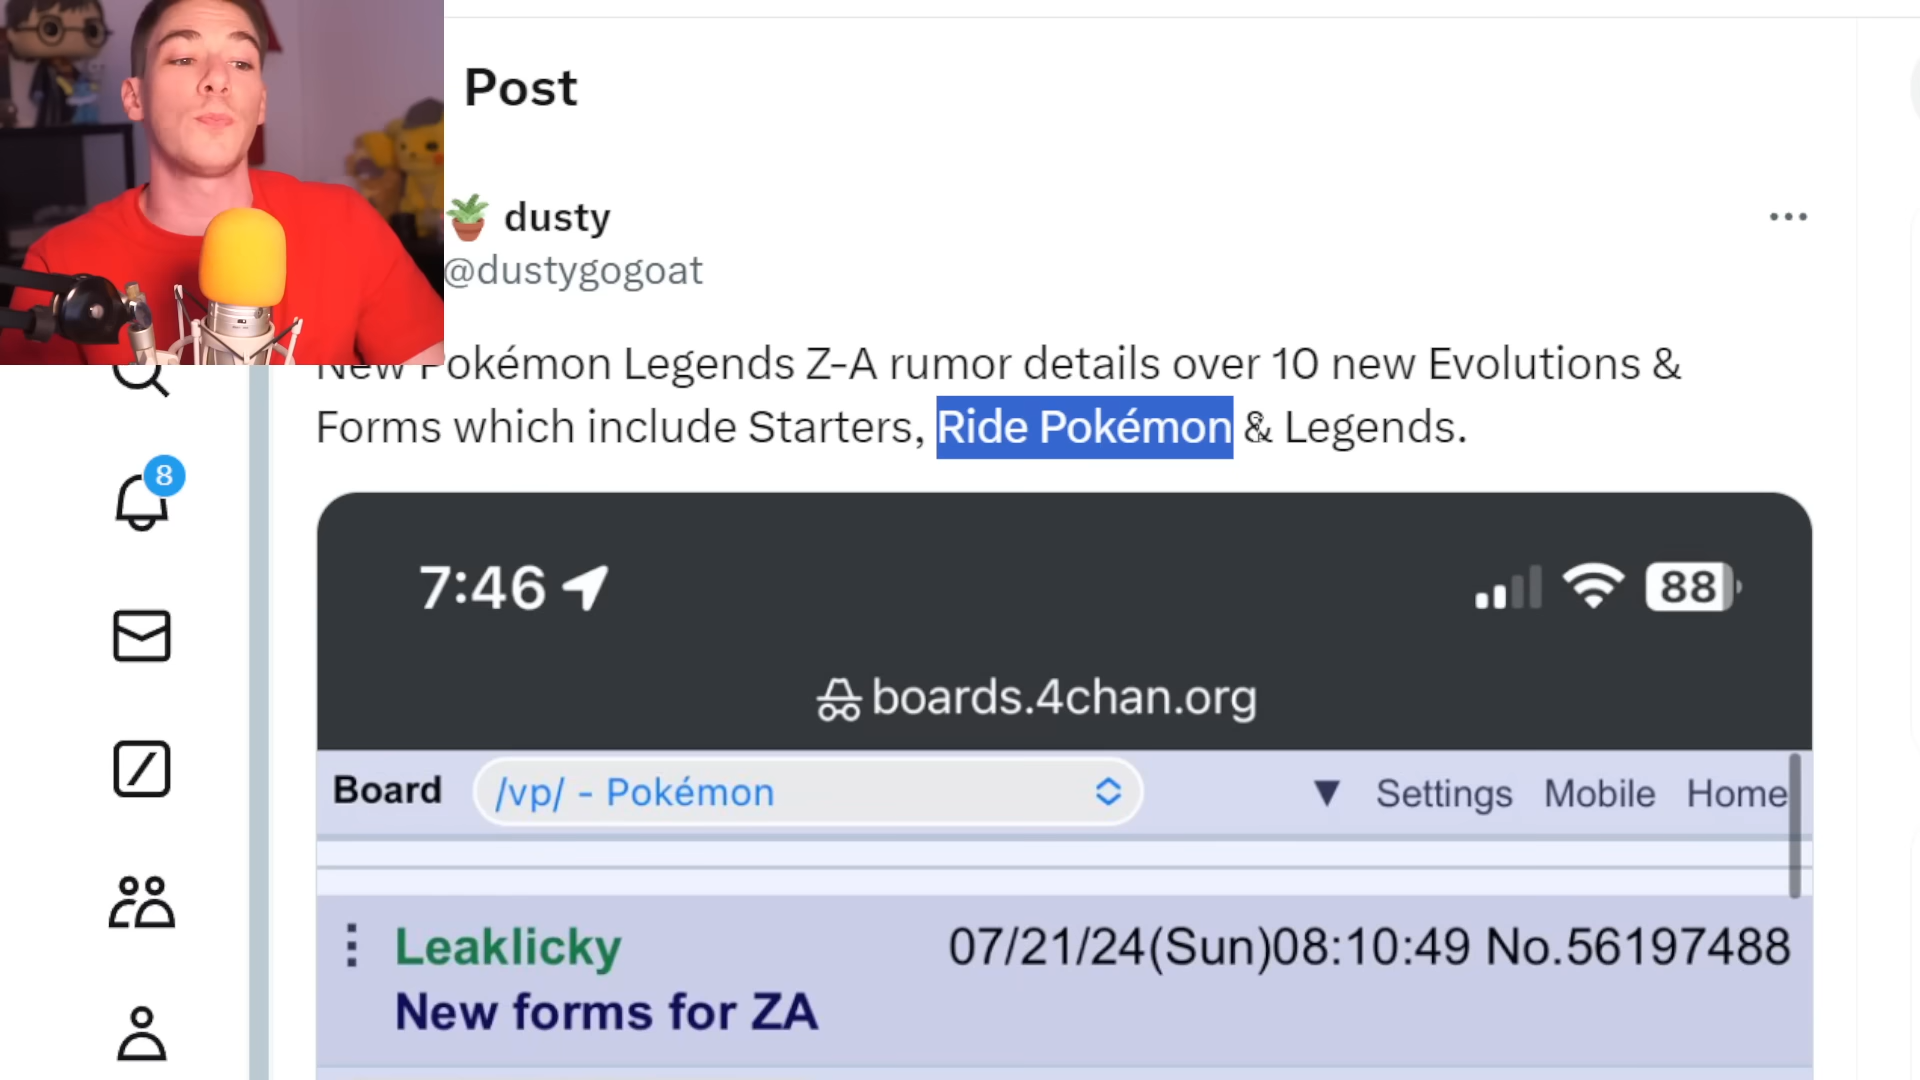 Post
dusty
@dustygogoat
New Pokémon Legends Z-A rumor details over 10 new Evolutions &
Forms which include Starters, Ride Pokémon & Legends.
8
7:46
88
boards.4chan.org
Board /vp/ - Pokémon ▼ Settings Mobile Home
Leaklicky 07/21/24(Sun)08:10:49 No.56197488
New forms for ZA